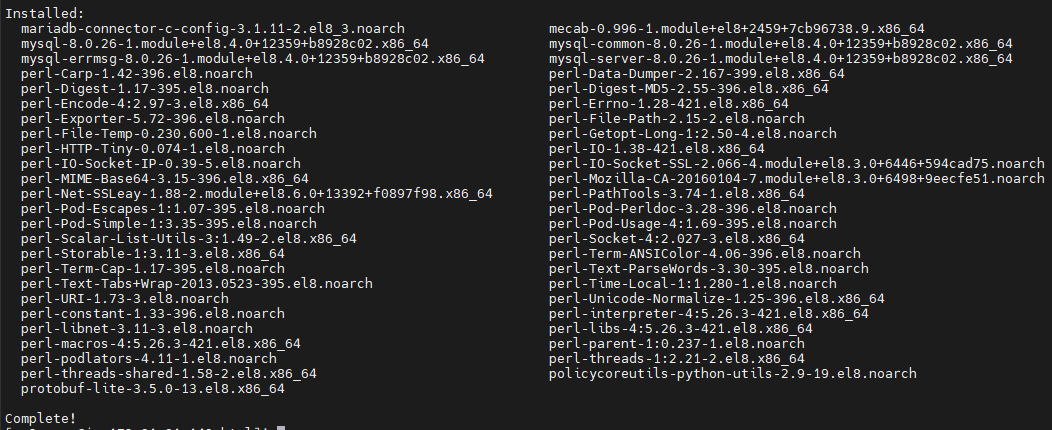 Installed:
mariadb-connector-c-config-3.1.11-2.el8_3.noarch mecab-0.996-1.module+el8+2459+7cb96738.9.x86_64
mysql-8.0.26-1.module+el8.4.0+12359+b8928c02.x86_64 mysql-common-8.0.26-1.module+el8.4.0+12359+b8928c02.x86_64
mysql-errmsg-8.0.26-1.module+el8.4.0+12359+b8928c02.x86_64 mysql-server-8.0.26-1.module+el8.4.0+12359+b8928c02.x86_64
perl-Carp-1.42-396.el8.noarch perl-Data-Dumper-2.167-399.el8.x86_64
perl-Digest-1.17-395.el8.noarch perl-Digest-MD5-2.55-396.el8.x86_64
perl-Encode-4:2.97-3.el8.x86_64 perl-Errno-1.28-421.el8.x86_64
perl-Exporter-5.72-396.el8.noarch perl-File-Path-2.15-2.el8.noarch
perl-File-Temp-0.230.600-1.el8.noarch perl-Getopt-Long-1:2.50-4.el8.noarch
perl-HTTP-Tiny-0.074-1.el8.noarch perl-IO-1.38-421.el8.x86_64
perl-IO-Socket-IP-0.39-5.el8.noarch perl-IO-Socket-SSL-2.066-4.module+el8.3.0+6446+594cad75.noarch
perl-MIME-Base64-3.15-396.el8.x86_64 perl-Mozilla-CA-20160104-7.module+el8.3.0+6498+9eecfe51.noarch
perl-Net-SSLeay-1.88-2.module+el8.6.0+13392+f0897f98.x86_64 perl-PathTools-3.74-1.el8.x86_64
perl-Pod-Escapes-1:1.07-395.el8.noarch perl-Pod-Perldoc-3.28-396.el8.noarch
perl-Pod-Simple-1:3.35-395.el8.noarch perl-Pod-Usage-4:1.69-395.el8.noarch
perl-Scalar-List-Utils-3:1.49-2.el8.x86_64 perl-Socket-4:2.027-3.el8.x86_64
perl-Storable-1:3.11-3.el8.x86_64 perl-Term-ANSIColor-4.06-396.el8.noarch
perl-Term-Cap-1.17-395.el8.noarch perl-Text-ParseWords-3.30-395.el8.noarch
perl-Text-Tabs+Wrap-2013.0523-395.el8.noarch perl-Time-Local-1:1.280-1.el8.noarch
perl-URI-1.73-3.el8.noarch perl-Unicode-Normalize-1.25-396.el8.x86_64
perl-constant-1.33-396.el8.noarch perl-interpreter-4:5.26.3-421.el8.x86_64
perl-libnet-3.11-3.el8.noarch perl-libs-4:5.26.3-421.el8.x86_64
perl-macros-4:5.26.3-421.el8.x86_64 perl-parent-1:0.237-1.el8.noarch
perl-podlators-4.11-1.el8.noarch perl-threads-1:2.21-2.el8.x86_64
perl-threads-shared-1.58-2.el8.x86_64 policycoreutils-python-utils-2.9-19.el8.noarch
protobuf-lite-3.5.0-13.el8.x86_64
Complete!